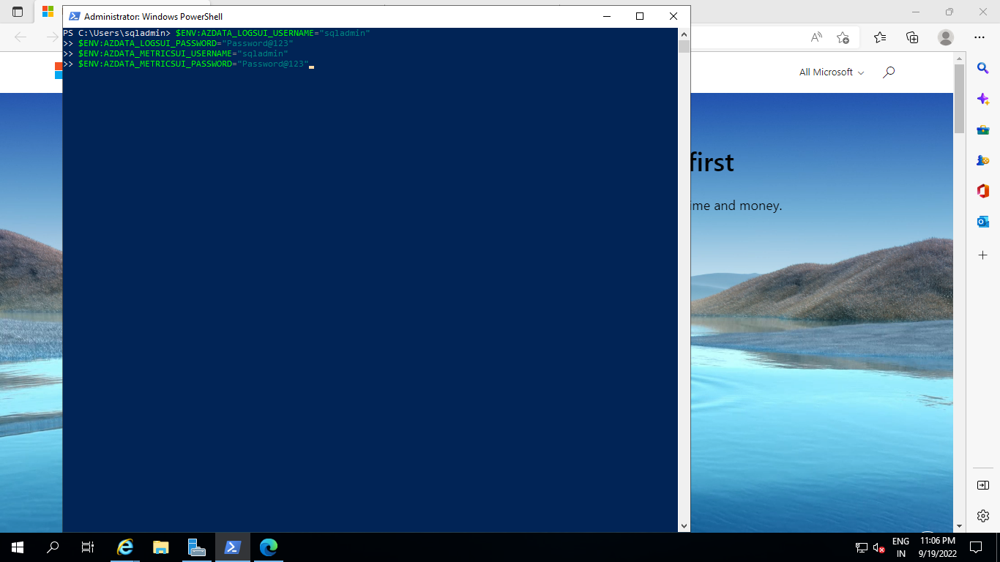 Administrator: Windows PowerShell
PS C:\Users\sqladmin> $ENV:AZDATA_LOGSUI_USERNAME="sqladmin"
>> $ENV:AZDATA_LOGSUI_PASSWORD="Password@123"
>> $ENV:AZDATA_METRICSUI_USERNAME="sqladmin"
>> $ENV:AZDATA_METRICSUI_PASSWORD="Password@123"
All Microsoft
first
ime and money.
ENG
IN
11:06 PM
9/19/2022